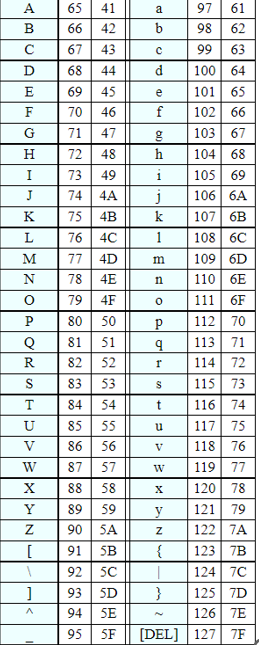 A 65 41 a 97 61
B 66 42 b 98 62
C 67 43 c 99 63
D 68 44 d 100 64
E 69 45 e 101 65
F 70 46 f 102 66
G 71 47 g 103 67
H 72 48 h 104 68
I 73 49 i 105 69
J 74 4A j 106 6A
K 75 4B k 107 6B
L 76 4C l 108 6C
M 77 4D m 109 6D
N 78 4E n 110 6E
O 79 4F o 111 6F
P 80 50 p 112 70
Q 81 51 q 113 71
R 82 52 r 114 72
S 83 53 s 115 73
T 84 54 t 116 74
U 85 55 u 117 75
V 86 56 v 118 76
W 87 57 w 119 77
X 88 58 x 120 78
Y 89 59 y 121 79
Z 90 5A z 122 7A
[ 91 5B { 123 7B
\ 92 5C | 124 7C
] 93 5D } 125 7D
^ 94 5E ~ 126 7E
_ 95 5F [DEL] 127 7F